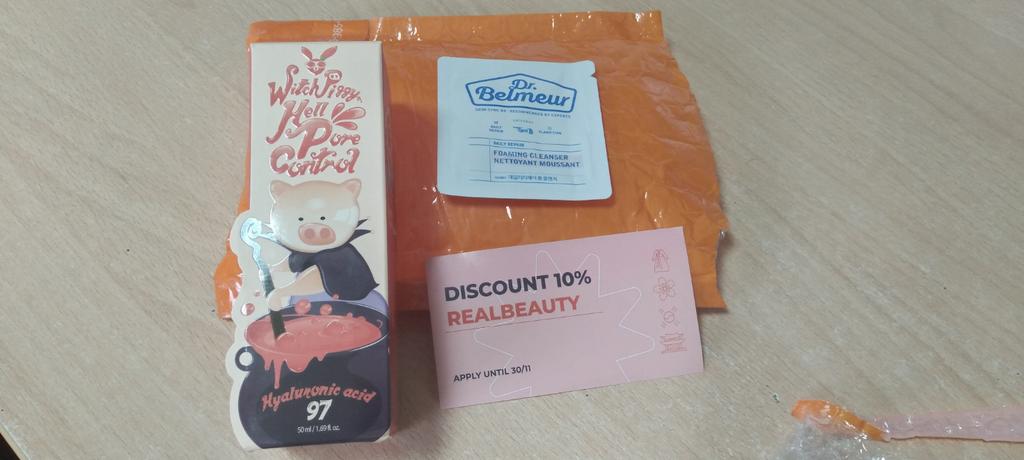 Witch Piggy
Hell
Pore
Control
Hyaluronic acid
97
50 ml / 1.69 fl. oz.
Dr.
Belmeur
DAILY REPAIR
FOAMING CLEANSER
NETTOYANT MOUSSANT
DISCOUNT 10%
REALBEAUTY
APPLY UNTIL 30/11